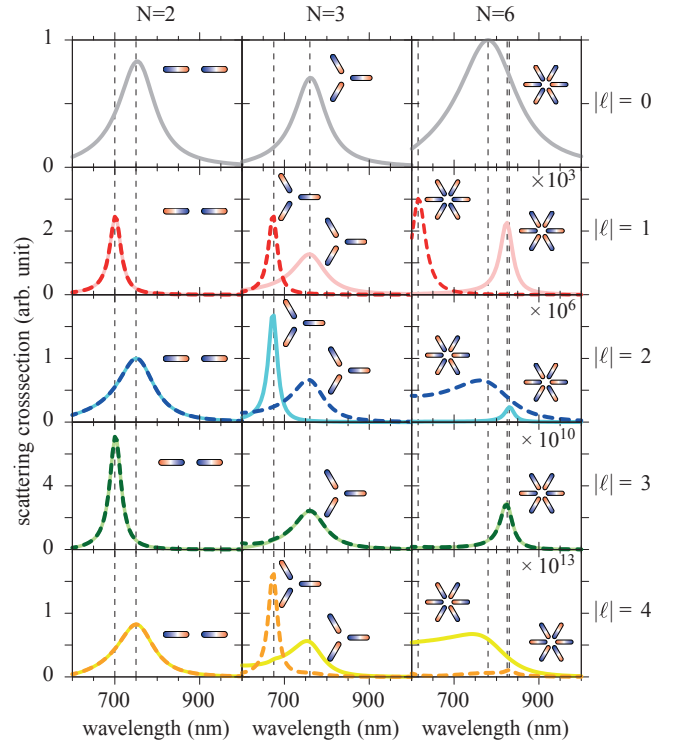 N=2 N=3 N=6
1
0
|ℓ| = 0
×10³
2
0
|ℓ| = 1
×10⁶
1
0
|ℓ| = 2
×10¹⁰
4
0
|ℓ| = 3
×10¹³
1
0
|ℓ| = 4
scattering crosssection (arb. unit)
700 900 700 900 700 900
wavelength (nm) wavelength (nm) wavelength (nm)